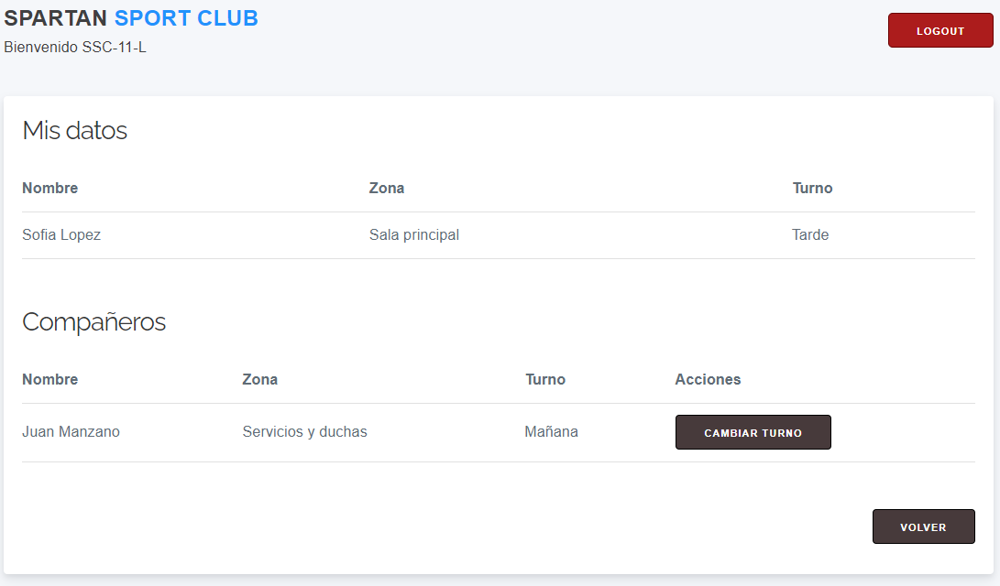 SPARTAN SPORT CLUB
Bienvenido SSC-11-L
LOGOUT
Mis datos
Nombre Zona Turno
Sofia Lopez Sala principal Tarde
Compañeros
Nombre Zona Turno Acciones
Juan Manzano Servicios y duchas Mañana CAMBIAR TURNO
VOLVER